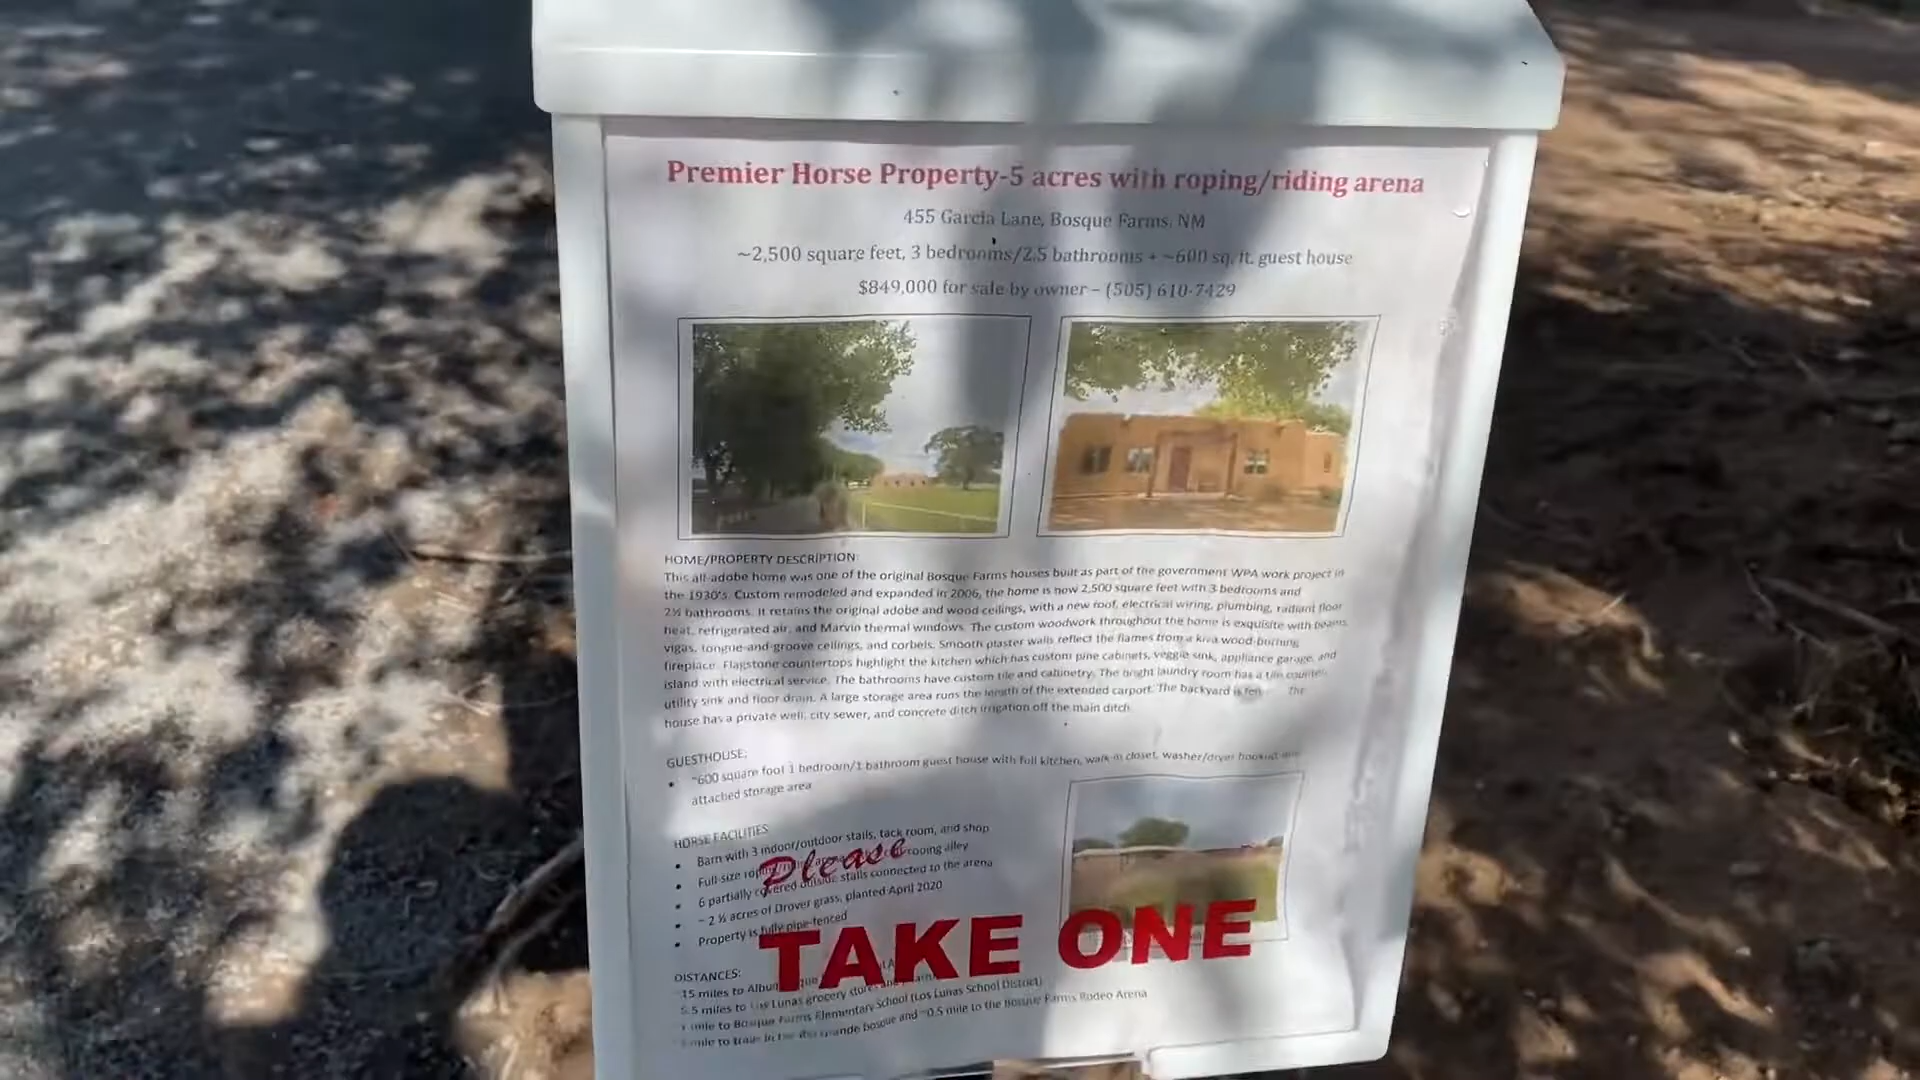 Premier Horse Property-5 acres with roping/riding arena
455 Garcia Lane, Bosque Farms, NM
~2,500 square feet, 3 bedrooms/2.5 bathrooms + ~600 sq. ft. guest house
$849,000 for sale by owner – (505) 610-7429
HOME/PROPERTY DESCRIPTION:
This all-adobe home was one of the original Bosque Farms houses built as part of the government WPA work project in
the 1930's. Custom remodeled and expanded in 2006, the home is now 2,500 square feet with 3 bedrooms and
2½ bathrooms. It retains the original adobe and wood ceilings, with a new roof, electrical wiring, plumbing, radiant floor
heat, refrigerated air, and Marvin thermal windows. The custom woodwork throughout the home is exquisite with beams,
vigas, tongue-and-groove ceilings, and corbels. Smooth plaster walls reflect the flames from a kiva wood-burning
fireplace. Flagstone countertops highlight the kitchen which has custom pine cabinets, veggie sink, appliance garage, and
island with electrical service. The bathrooms have custom tile and cabinetry. The bright laundry room has a tile counter,
utility sink and floor drain. A large storage area runs the length of the extended carport. The backyard is the
house has a private well, city sewer, and concrete ditch irrigation off the main ditch.
GUESTHOUSE:
• ~600 square foot 1 bedroom/1 bathroom guest house with full kitchen, walk-in closet, washer/dryer hookup
attached storage area
HORSE FACILITIES
• Barn with 3 indoor/outdoor stalls, tack room, and shop
• Full-size roping alley
• 6 partially covered outside stalls connected to the arena
• ~ 2 ½ acres of Drover grass, planted April 2020
• Property is fully pipe-fenced
Please
TAKE ONE
DISTANCES:
15 miles to
5.5 miles to Los Lunas grocery
mile to Bosque Farms Elementary School (Los Lunas School District)
mile to bosque and ~0.5 mile to the Bosque Farms Rodeo Arena